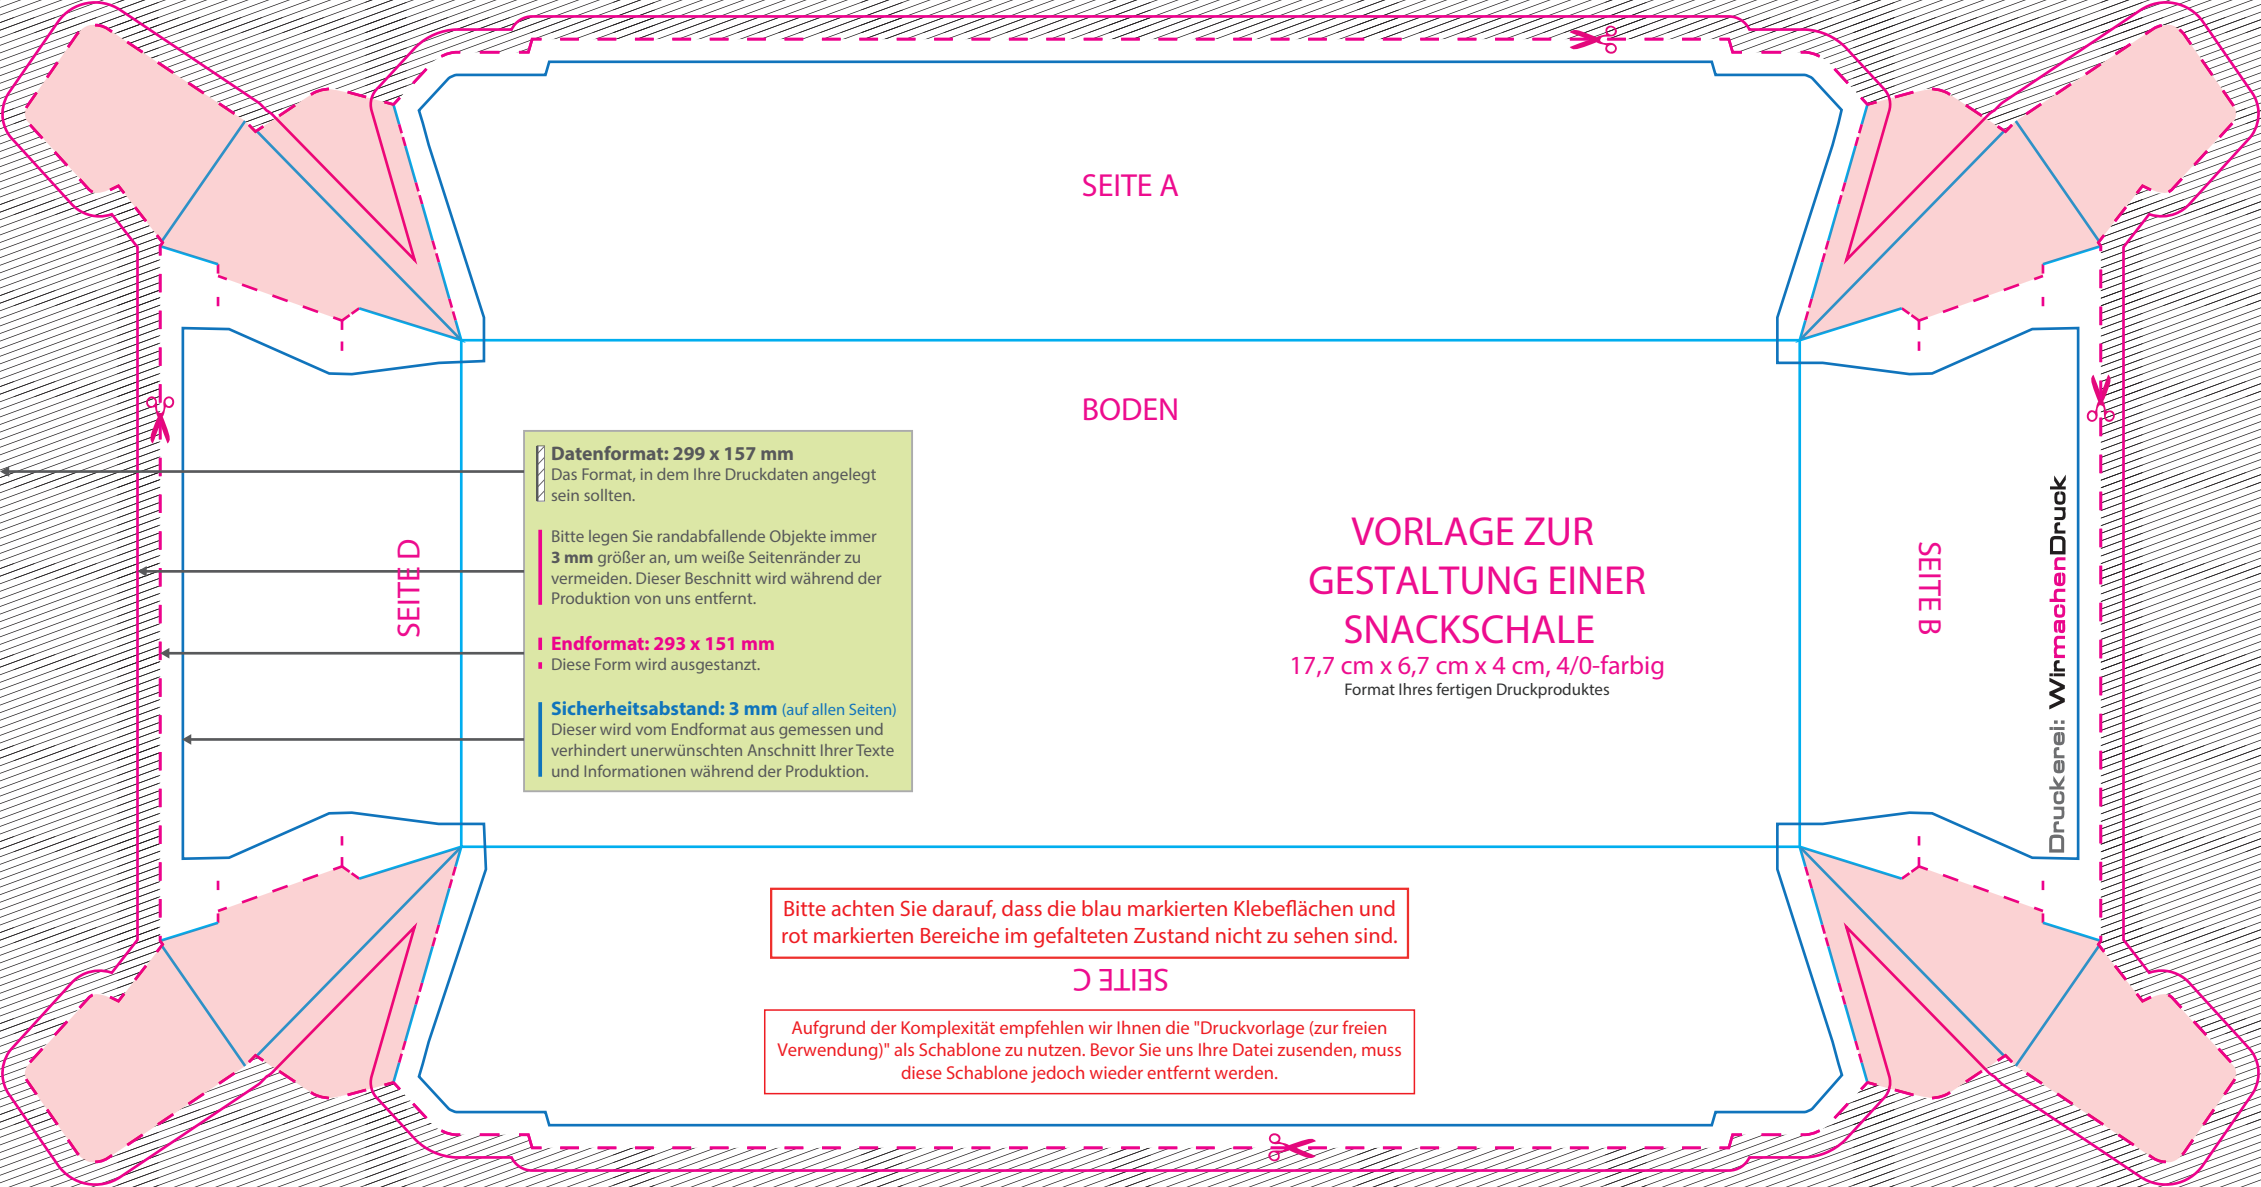 SEITE A
BODEN
Datenformat: 299 x 157 mm
Das Format, in dem Ihre Druckdaten angelegt
sein sollten.
Bitte legen Sie randabfallende Objekte immer
3 mm größer an, um weiße Seitenränder zu
vermeiden. Dieser Beschnitt wird während der
Produktion von uns entfernt.
Endformat: 293 x 151 mm
Diese Form wird ausgestanzt.
Sicherheitsabstand: 3 mm (auf allen Seiten)
Dieser wird vom Endformat aus gemessen und
verhindert unerwünschten Anschnitt Ihrer Texte
und Informationen während der Produktion.
SEITE D
VORLAGE ZUR
GESTALTUNG EINER
SNACKSCHALE
17,7 cm x 6,7 cm x 4 cm, 4/0-farbig
Format Ihres fertigen Druckproduktes
SEITE B
Druckerei: WirmachenDruck
Bitte achten Sie darauf, dass die blau markierten Klebeflächen und
rot markierten Bereiche im gefalteten Zustand nicht zu sehen sind.
SEITE C
Aufgrund der Komplexität empfehlen wir Ihnen die "Druckvorlage (zur freien
Verwendung)" als Schablone zu nutzen. Bevor Sie uns Ihre Datei zusenden, muss
diese Schablone jedoch wieder entfernt werden.